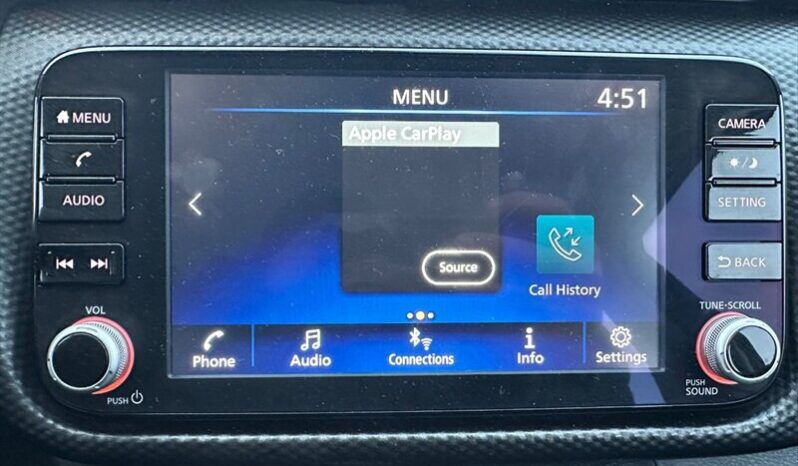 MENU
4:51
MENU
CAMERA
Apple CarPlay
AUDIO
SETTING
Source
BACK
Call History
VOL
TUNE·SCROLL
Phone
Audio
Connections
Info
Settings
PUSH
PUSH
SOUND